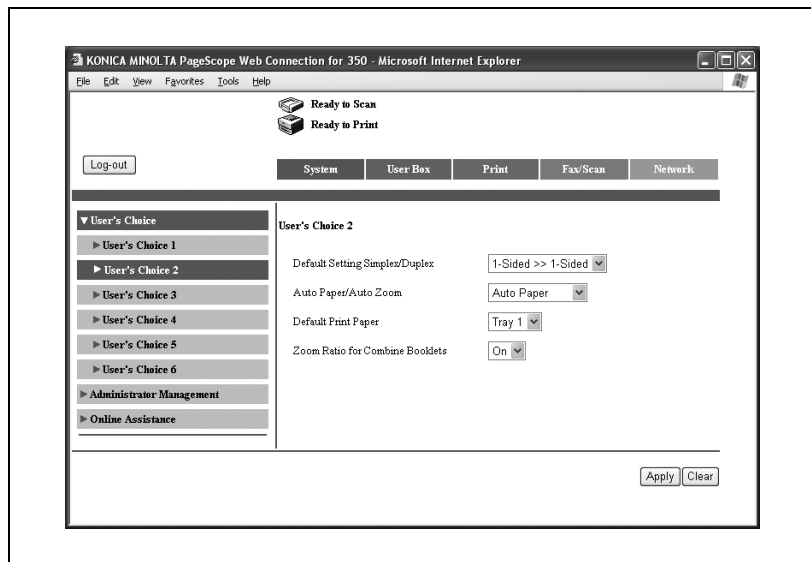 KONICA MINOLTA PageScope Web Connection for 350 - Microsoft Internet Explorer
File Edit View Favorites Tools Help
Ready to Scan
Ready to Print
Log-out
System User Box Print Fax/Scan Network
▼User's Choice
▶User's Choice 1
▶User's Choice 2
▶User's Choice 3
▶User's Choice 4
▶User's Choice 5
▶User's Choice 6
▶Administrator Management
▶Online Assistance
User's Choice 2
Default Setting Simplex/Duplex 1-Sided >> 1-Sided
Auto Paper/Auto Zoom Auto Paper
Default Print Paper Tray 1
Zoom Ratio for Combine Booklets On
Apply Clear